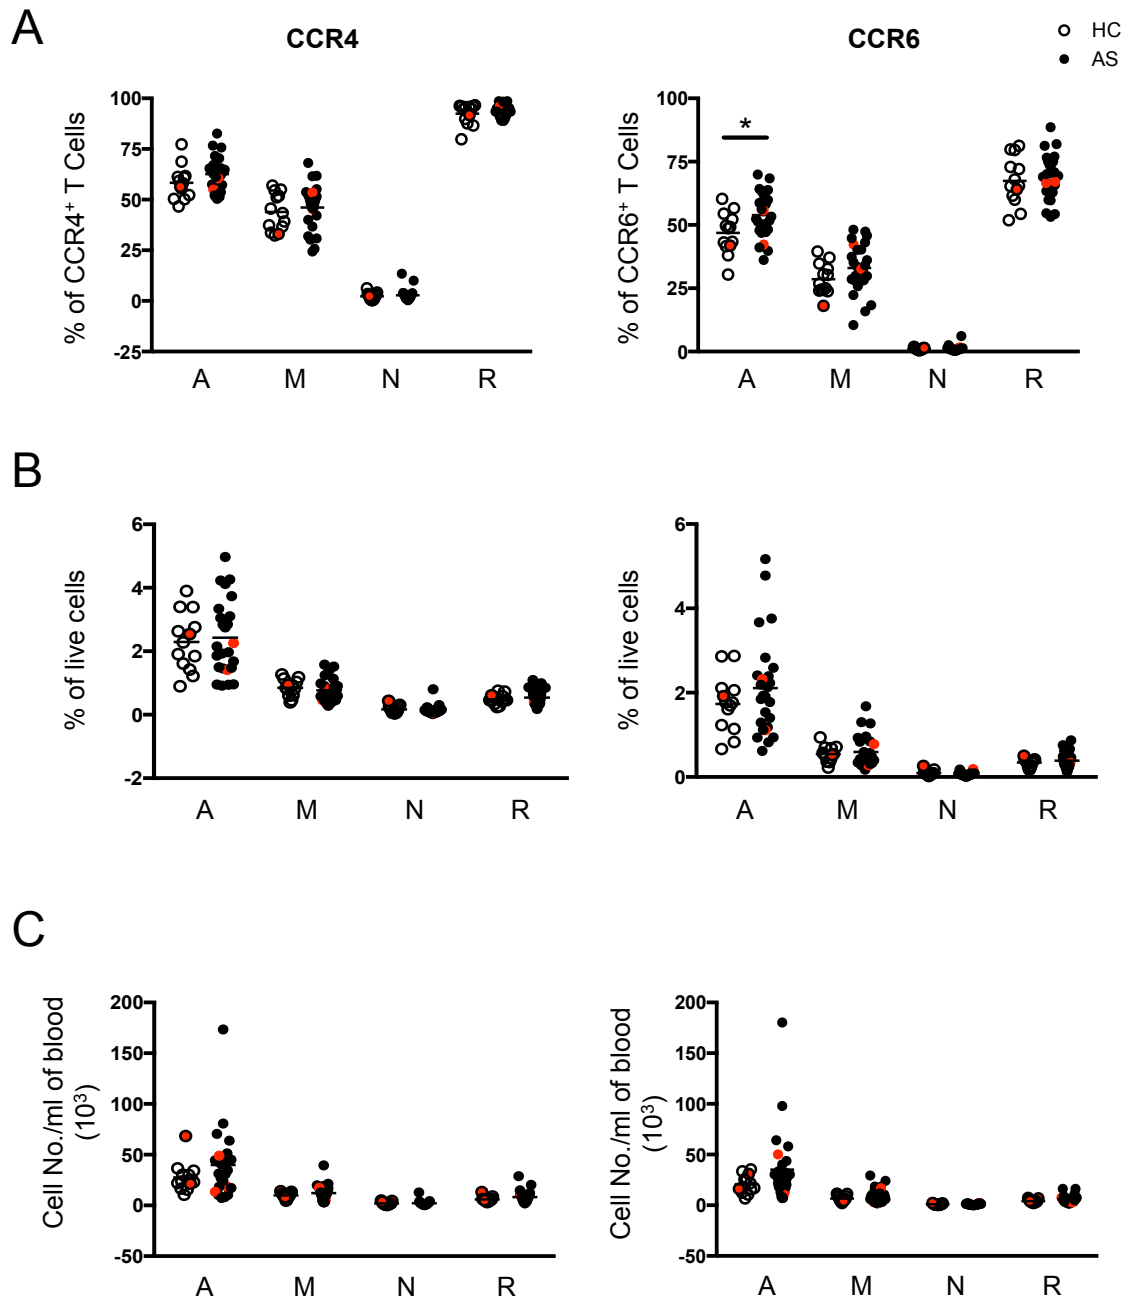 A
CCR4
CCR6
HC
AS
% of CCR4⁺ T Cells
100
75
50
25
0
-25
A M N R
% of CCR6⁺ T Cells
100
75
50
25
0
*
A M N R
B
% of live cells
6
4
2
0
-2
A M N R
% of live cells
6
4
2
0
A M N R
C
Cell No./ml of blood
(10³)
200
150
100
50
0
-50
A M N R
Cell No./ml of blood
(10³)
200
150
100
50
0
-50
A M N R